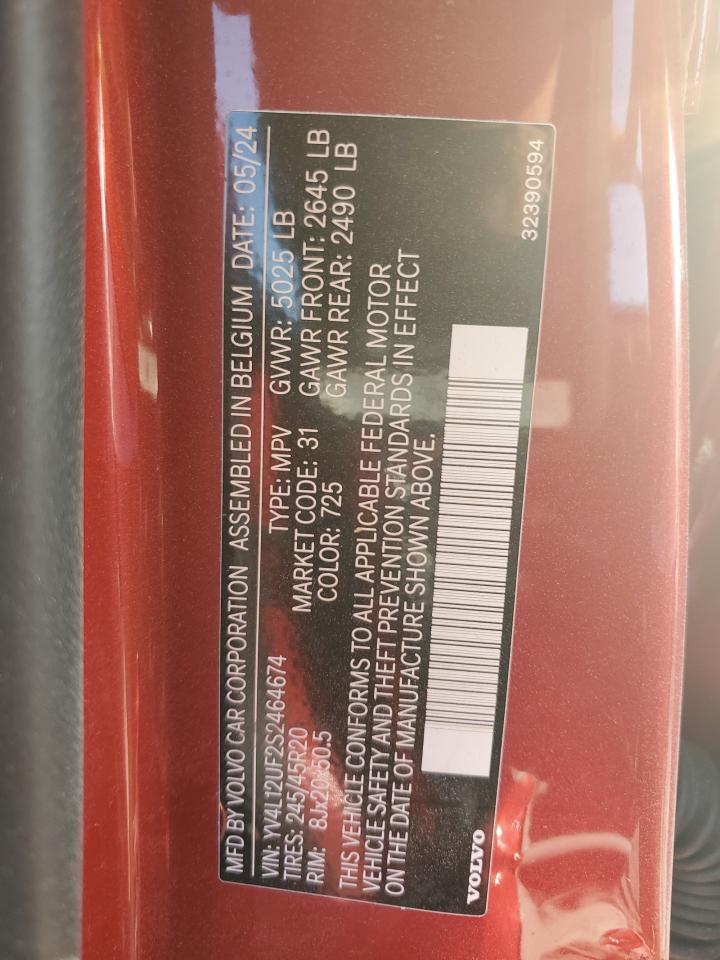 MFD BY VOLVO CAR CORPORATION ASSEMBLED IN BELGIUM DATE: 05/24
VIN: YV4L12UF2S2464674 TYPE: MPV GVWR: 5025 LB
TIRES: 245/45R20 MARKET CODE: 31 GAWR FRONT: 2645 LB
RIM: 8Jx20x50.5 COLOR: 725 GAWR REAR: 2490 LB
THIS VEHICLE CONFORMS TO ALL APPLICABLE FEDERAL MOTOR
VEHICLE SAFETY AND THEFT PREVENTION STANDARDS IN EFFECT
ON THE DATE OF MANUFACTURE SHOWN ABOVE.
VOLVO 32390594